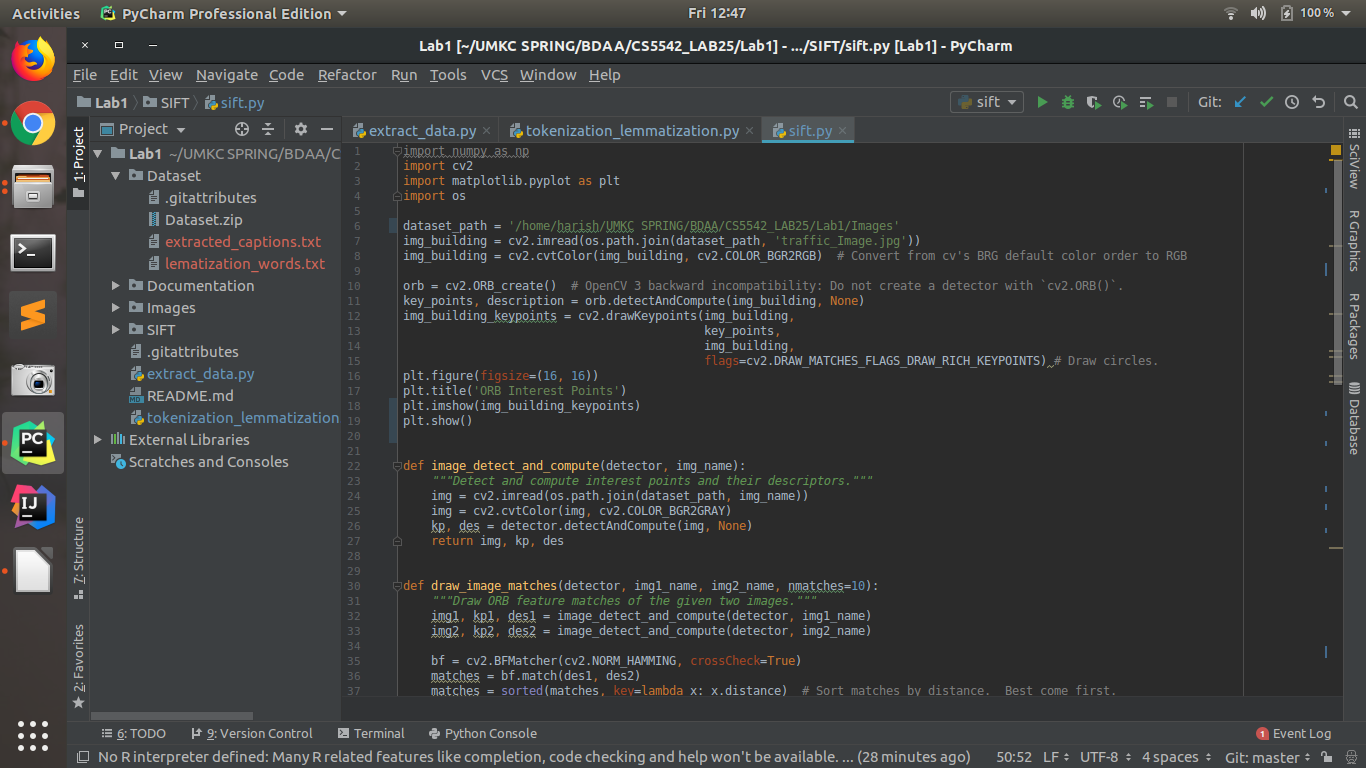 Activities PyCharm Professional Edition Fri 12:47 100%
Lab1 [~/UMKC SPRING/BDAA/CS5542_LAB25/Lab1] - .../SIFT/sift.py [Lab1] - PyCharm
File Edit View Navigate Code Refactor Run Tools VCS Window Help
Lab1 SIFT sift.py sift Git:
Project extract_data.py tokenization_lemmatization.py sift.py
1: Project
7: Structure
2: Favorites
Lab1 ~/UMKC SPRING/BDAA/C
Dataset
.gitattributes
Dataset.zip
extracted_captions.txt
lematization_words.txt
Documentation
Images
SIFT
.gitattributes
extract_data.py
README.md
tokenization_lemmatization
External Libraries
Scratches and Consoles
1 import numpy as np
2 import cv2
3 import matplotlib.pyplot as plt
4 import os
5
6 dataset_path = '/home/harish/UMKC SPRING/BDAA/CS5542_LAB25/Lab1/Images'
7 img_building = cv2.imread(os.path.join(dataset_path, 'traffic_Image.jpg'))
8 img_building = cv2.cvtColor(img_building, cv2.COLOR_BGR2RGB)  # Convert from cv's BRG default color order to RGB
9
10 orb = cv2.ORB_create()  # OpenCV 3 backward incompatibility: Do not create a detector with `cv2.ORB()`.
11 key_points, description = orb.detectAndCompute(img_building, None)
12 img_building_keypoints = cv2.drawKeypoints(img_building,
13 key_points,
14 img_building,
15 flags=cv2.DRAW_MATCHES_FLAGS_DRAW_RICH_KEYPOINTS) # Draw circles.
16 plt.figure(figsize=(16, 16))
17 plt.title('ORB Interest Points')
18 plt.imshow(img_building_keypoints)
19 plt.show()
20
21
22 def image_detect_and_compute(detector, img_name):
23 """Detect and compute interest points and their descriptors."""
24 img = cv2.imread(os.path.join(dataset_path, img_name))
25 img = cv2.cvtColor(img, cv2.COLOR_BGR2GRAY)
26 kp, des = detector.detectAndCompute(img, None)
27 return img, kp, des
28
29
30 def draw_image_matches(detector, img1_name, img2_name, nmatches=10):
31 """Draw ORB feature matches of the given two images."""
32 img1, kp1, des1 = image_detect_and_compute(detector, img1_name)
33 img2, kp2, des2 = image_detect_and_compute(detector, img2_name)
34
35 bf = cv2.BFMatcher(cv2.NORM_HAMMING, crossCheck=True)
36 matches = bf.match(des1, des2)
37 matches = sorted(matches, key=lambda x: x.distance)  # Sort matches by distance.  Best come first.
SciView
R Graphics
R Packages
Database
6: TODO 9: Version Control Terminal Python Console 1 Event Log
No R interpreter defined: Many R related features like completion, code checking and help won't be available. ... (28 minutes ago) 50:52 LF UTF-8 4 spaces Git: master
PC
IJ